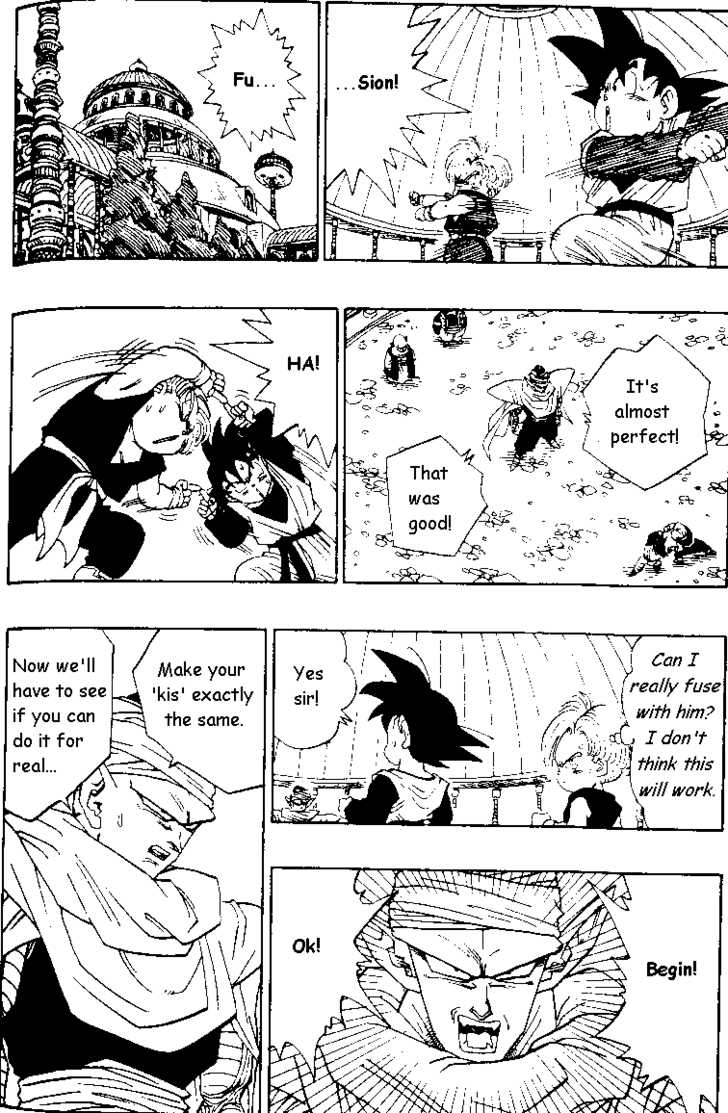 Fu...
...Sion!
HA!
That
was
good!
It's
almost
perfect!
Now we'll
have to see
if you can
do it for
real...
Make your
'kis' exactly
the same.
Yes
sir!
Can I
really fuse
with him?
I don't
think this
will work.
Ok!
Begin!